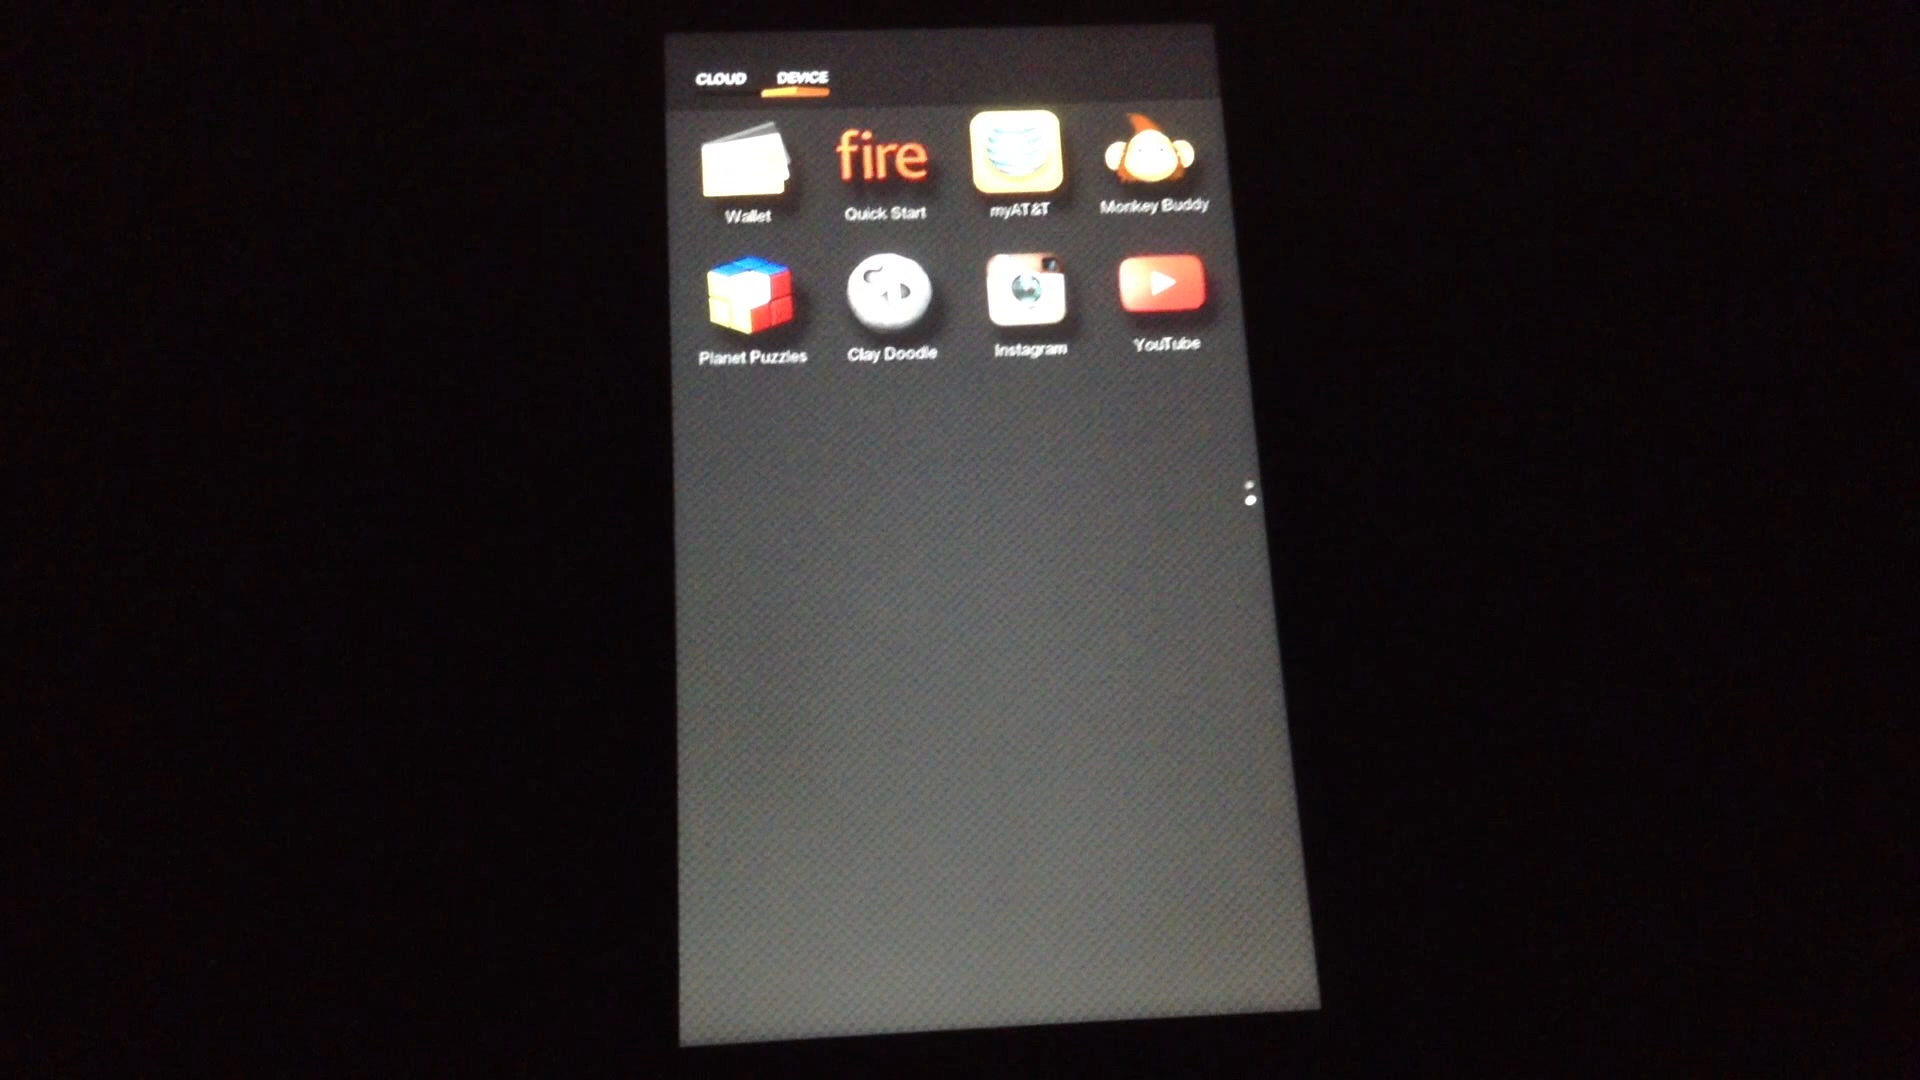 CLOUD DEVICE
fire
Wallet Quick Start myAT&T Monkey Buddy
Planet Puzzles Clay Doodle Instagram YouTube